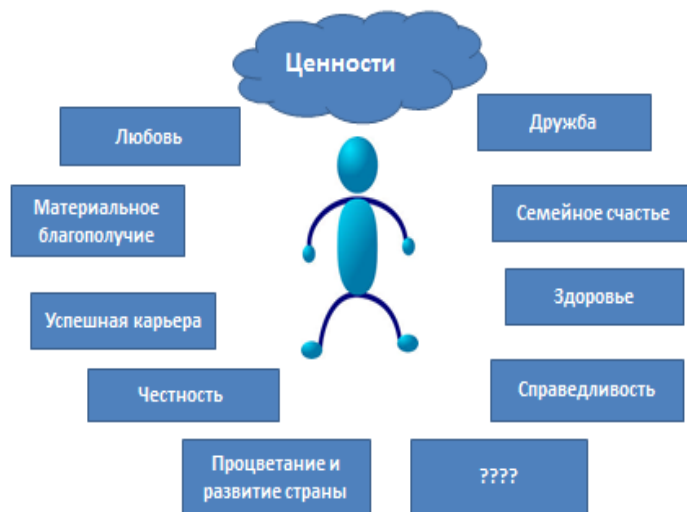 Ценности
Любовь
Дружба
Материальное
благополучие
Семейное счастье
Успешная карьера
Здоровье
Честность
Справедливость
Процветание и
развитие страны
????